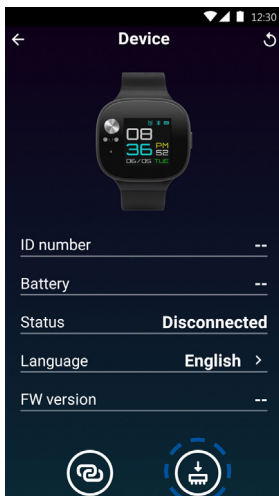 12:30
Device
08
36 PM 52
06/05 TUE
ID number --
Battery --
Status Disconnected
Language English >
FW version --